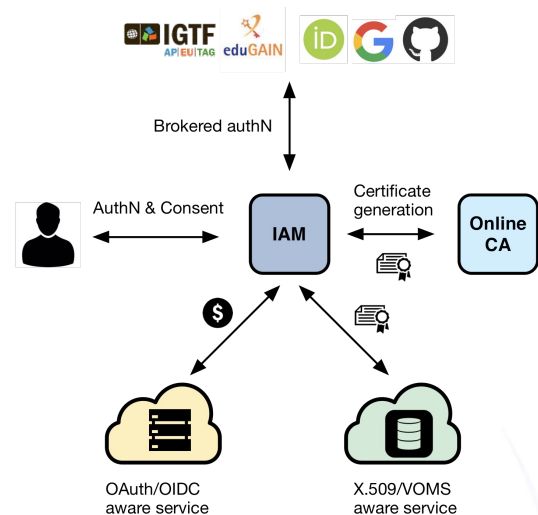 IGTF
AP|EU|TAG
eduGAIN
iD
G
Brokered authN
AuthN & Consent
Certificate
generation
IAM
Online
CA
$
OAuth/OIDC
aware service
X.509/VOMS
aware service